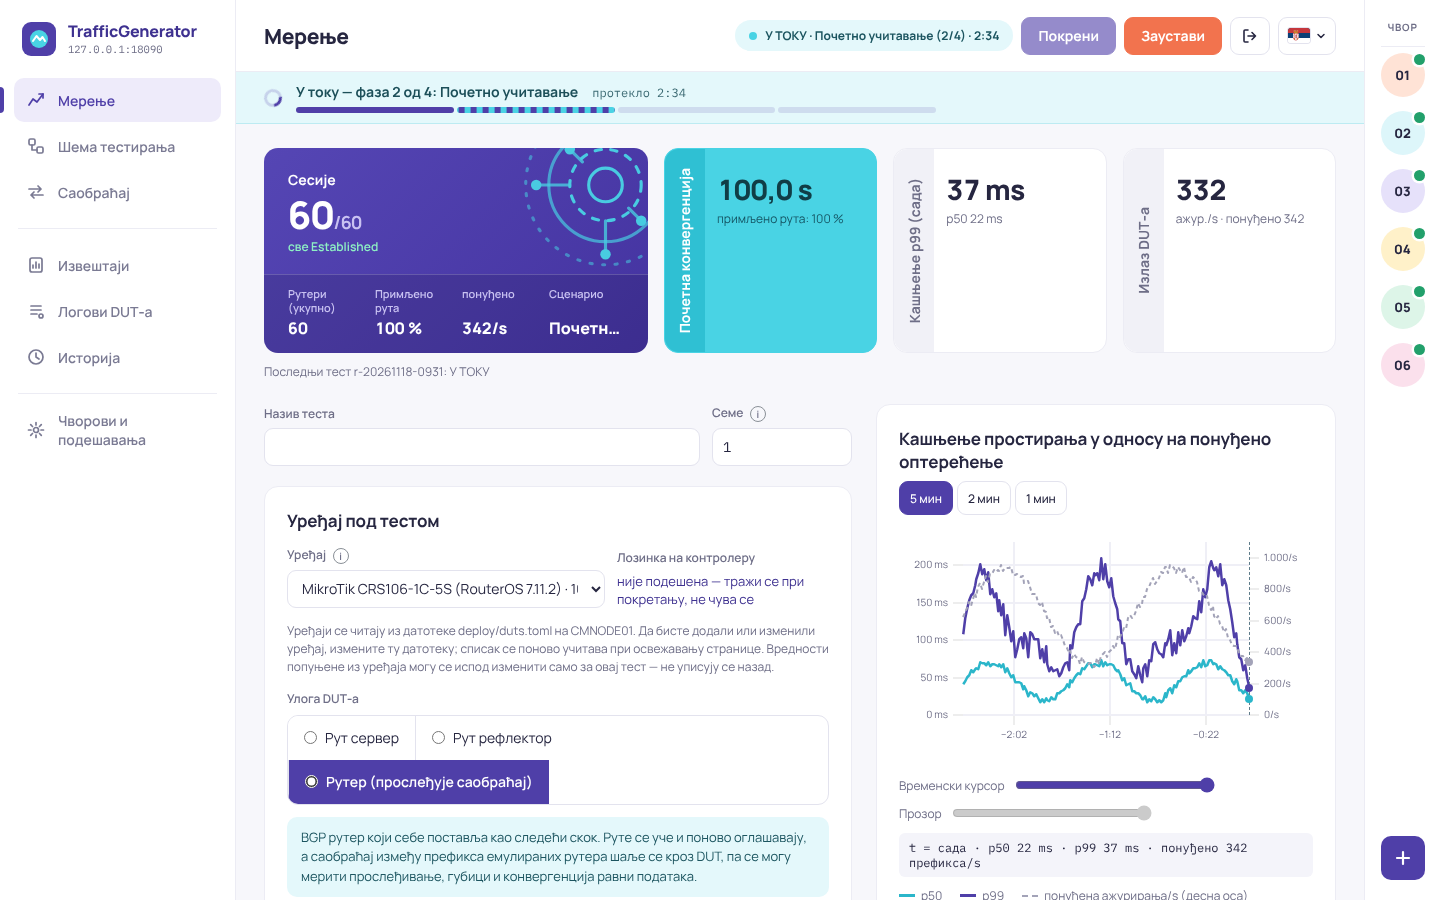 TrafficGenerator
127.0.0.1:18090
Мерење
Шема тестирања
Саобраћај
Извештаји
Логови DUT-а
Историја
Чворови и
подешавања
Мерење
У ТОКУ · Почетно учитавање (2/4) · 2:34
Покрени
Заустави
У току — фаза 2 од 4: Почетно учитавање
протекло 2:34
Сесије
60/60
све Established
Рутери
(укупно)
60
Примљено
рута
100 %
понуђено
342/s
Сценарио
Почетн…
Почетна конвергенција
100,0 s
примљено рута: 100 %
Кашњење p99 (сада)
37 ms
p50 22 ms
Излаз DUT-а
332
ажур./s · понуђено 342
Последњи тест r-20261118-0931: У ТОКУ
Назив теста
Семе
i
1
Уређај под тестом
Уређај
i
MikroTik CRS106-1C-5S (RouterOS 7.11.2) · 1
Лозинка на контролеру
није подешена — тражи се при
покретању, не чува се
Уређаји се читају из датотеке deploy/duts.toml на CMNODE01. Да бисте додали или изменили
уређај, измените ту датотеку; списак се поново учитава при освежавању странице. Вредности
попуњене из уређаја могу се испод изменити само за овај тест — не уписују се назад.
Улога DUT-а
Рут сервер
Рут рефлектор
Рутер (прослеђује саобраћај)
BGP рутер који себе поставља као следећи скок. Руте се уче и поново оглашавају,
а саобраћај између префикса емулираних рутера шаље се кроз DUT, па се могу
мерити прослеђивање, губици и конвергенција равни података.
Кашњење простирања у односу на понуђено
оптерећење
5 мин
2 мин
1 мин
200 ms
150 ms
100 ms
50 ms
0 ms
1.000/s
800/s
600/s
400/s
200/s
0/s
−2:02
−1:12
−0:22
Временски курсор
Прозор
t = сада · p50 22 ms · p99 37 ms · понуђено 342
префикса/s
p50
p99
понуђена ажурирања/s (десна оса)
ЧВОР
01
02
03
04
05
06
+